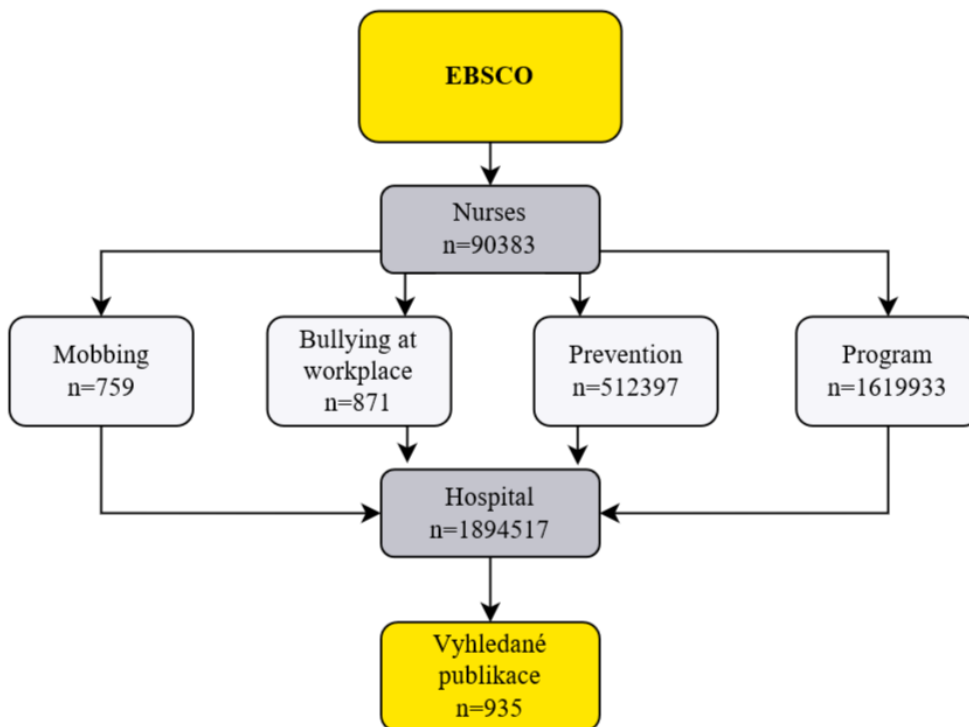 EBSCO
Nurses
n=90383
Mobbing
n=759
Bullying at
workplace
n=871
Prevention
n=512397
Program
n=1619933
Hospital
n=1894517
Vyhledané
publikace
n=935